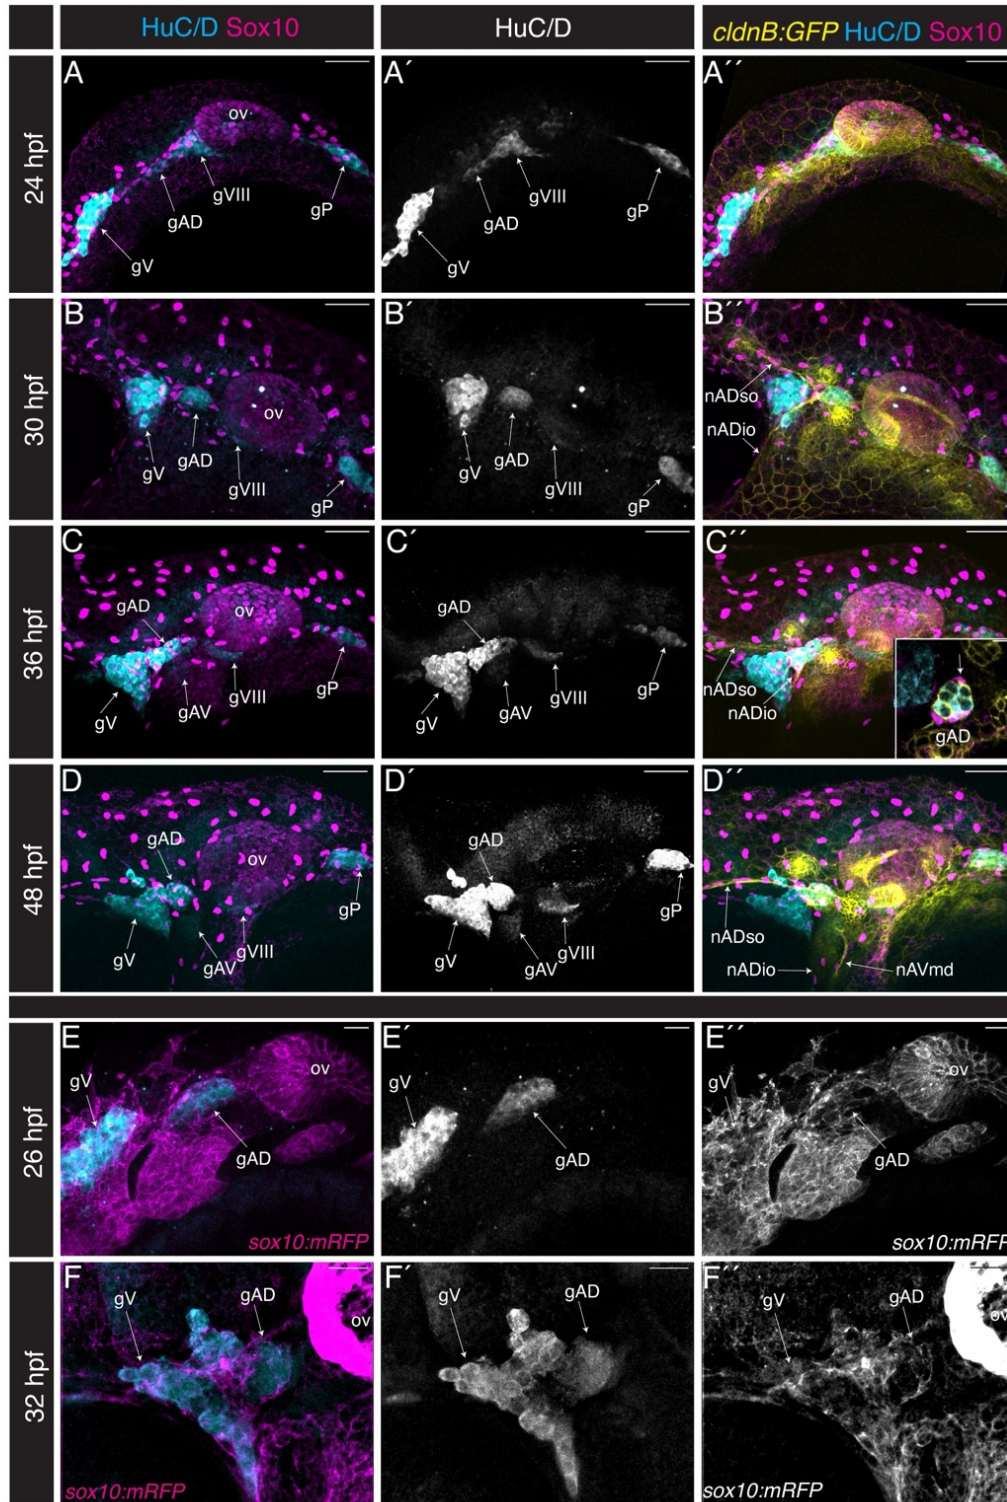 HuC/D Sox10
HuC/D
cldnB:GFP HuC/D Sox10
24 hpf
A
ov
gVIII
gAD
gP
gV
A´
gVIII
gAD
gP
gV
A´´
30 hpf
B
ov
gV
gAD
gVIII
gP
B´
gV
gAD
gVIII
gP
B´´
nADso
nADio
36 hpf
C
gAD
ov
gV
gAV
gVIII
gP
C´
gAD
gV
gAV
gVIII
gP
C´´
nADso
nADio
gAD
48 hpf
D
gAD
ov
gP
gV
gAV
gVIII
D´
gAD
gP
gV
gAV
gVIII
D´´
nADso
nADio
nAVmd
26 hpf
E
gV
ov
gAD
sox10:mRFP
E´
gV
gAD
E´´
gV
ov
gAD
sox10:mRFP
32 hpf
F
gV
gAD
ov
sox10:mRFP
F´
gV
gAD
F´´
gV
gAD
ov
sox10:mRFP